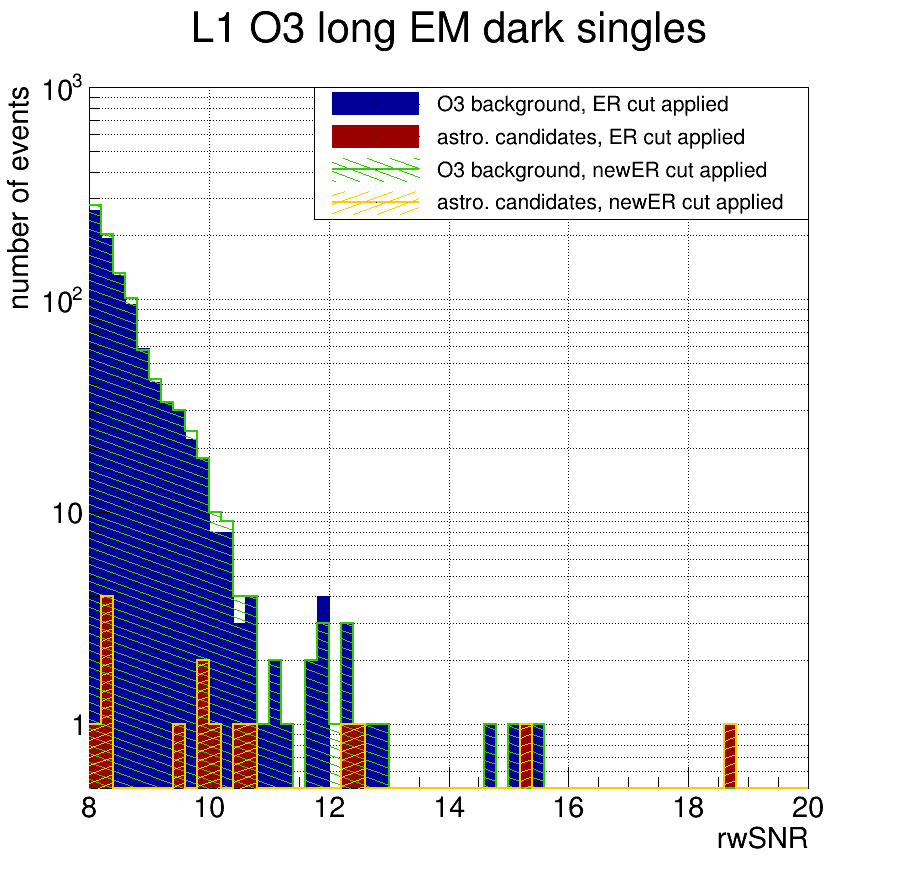 L1 O3 long EM dark singles
number of events
10³
10²
10
1
O3 background, ER cut applied
astro. candidates, ER cut applied
O3 background, newER cut applied
astro. candidates, newER cut applied
8 10 12 14 16 18 20
rwSNR